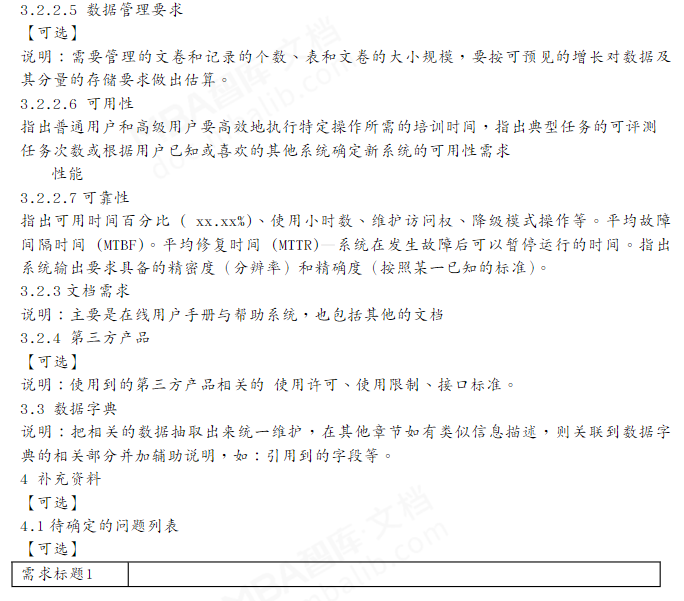 3.2.2.5 数据管理要求
【可选】
说明：需要管理的文卷和记录的个数、表和文卷的大小规模，要按可预见的增长对数据及
其分量的存储要求做出估算。
3.2.2.6 可用性
指出普通用户和高级用户要高效地执行特定操作所需的培训时间，指出典型任务的可评测
任务次数或根据用户已知或喜欢的其他系统确定新系统的可用性需求
性能
3.2.2.7可靠性
指出可用时间百分比（ xx.xx%)、使用小时数、维护访问权、降级模式操作等。平均故障
间隔时间 (MTBF)。平均修复时间 (MTTR)―系统在发生故障后可以暂停运行的时间。指出
系统输出要求具备的精密度（分辨率）和精确度（按照某一已知的标准）。
3.2.3文档需求
说明：主要是在线用户手册与帮助系统，也包括其他的文档
3.2.4 第三方产品
【可选】
说明：使用到的第三方产品相关的 使用许可、使用限制、接口标准。
3.3 数据字典
说明：把相关的数据抽取出来统一维护，在其他章节如有类似信息描述，则关联到数据字
典的相关部分并加辅助说明，如：引用到的字段等。
4 补充资料
【可选】
4.1待确定的问题列表
【可选】
需求标题1